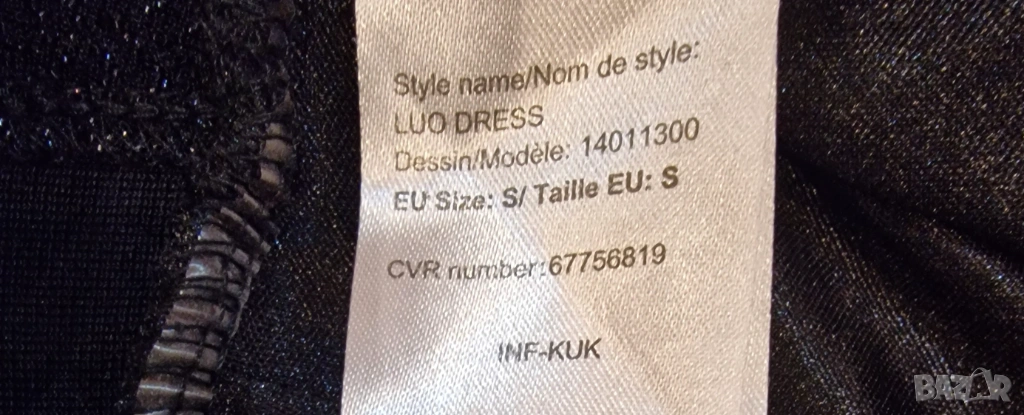 Style name/Nom de style:
LUO DRESS
Dessin/Modèle: 14011300
EU Size: S/ Taille EU: S
CVR number:67756819
INF-KUK
BAZAR